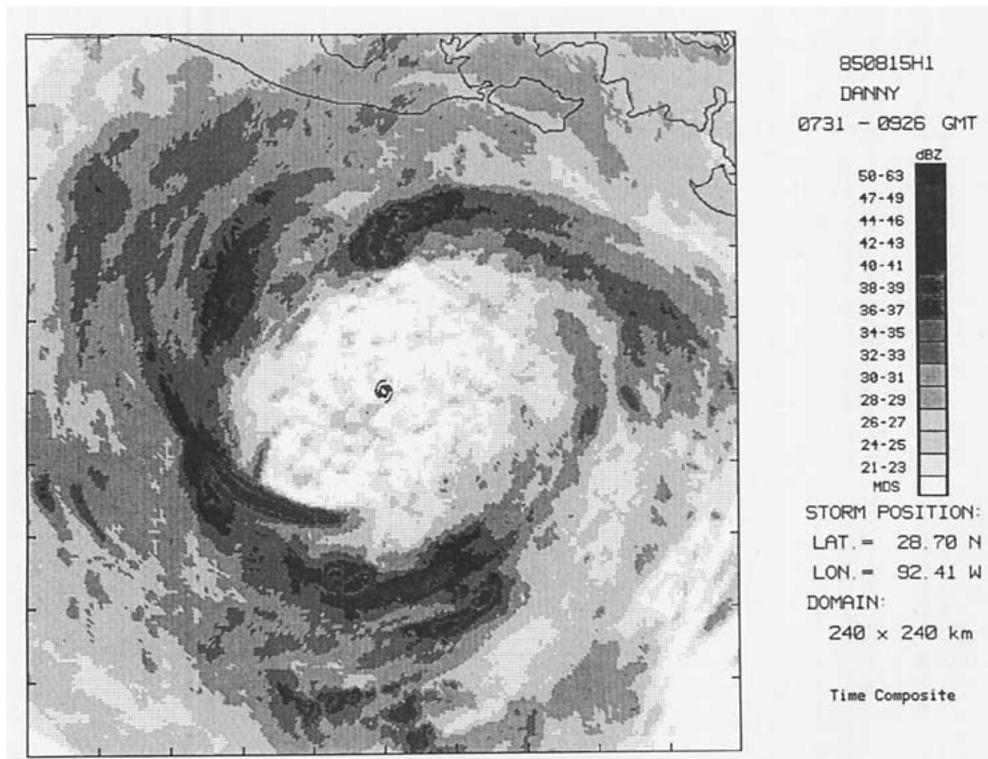 850815H1
DANNY
0731 - 0926 GMT
dBZ
50-63
47-49
44-46
42-43
40-41
38-39
36-37
34-35
32-33
30-31
28-29
26-27
24-25
21-23
MDS
STORM POSITION:
LAT.= 28.70 N
LON.= 92.41 W
DOMAIN:
240 x 240 km
Time Composite